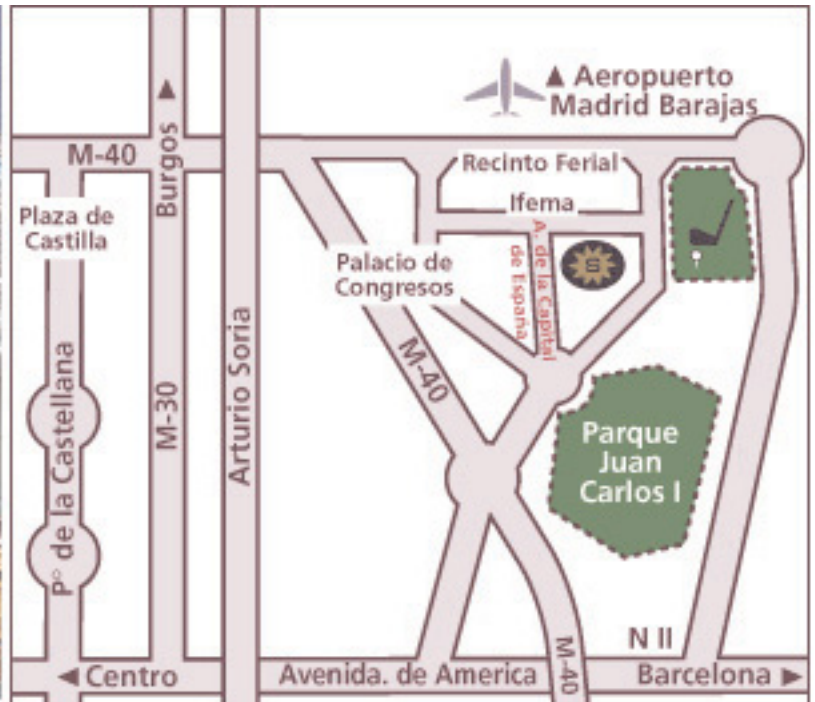 ▲ Aeropuerto
Madrid Barajas
M-40
Burgos ▲
Recinto Ferial
Ifema
Plaza de
Castilla
Palacio de
Congresos
A. de la Capital
de España
S
M-40
Arturio Soria
M-30
Pº de la Castellana
Parque
Juan
Carlos I
N II
◀ Centro
Avenida. de America
M-40
Barcelona ▶